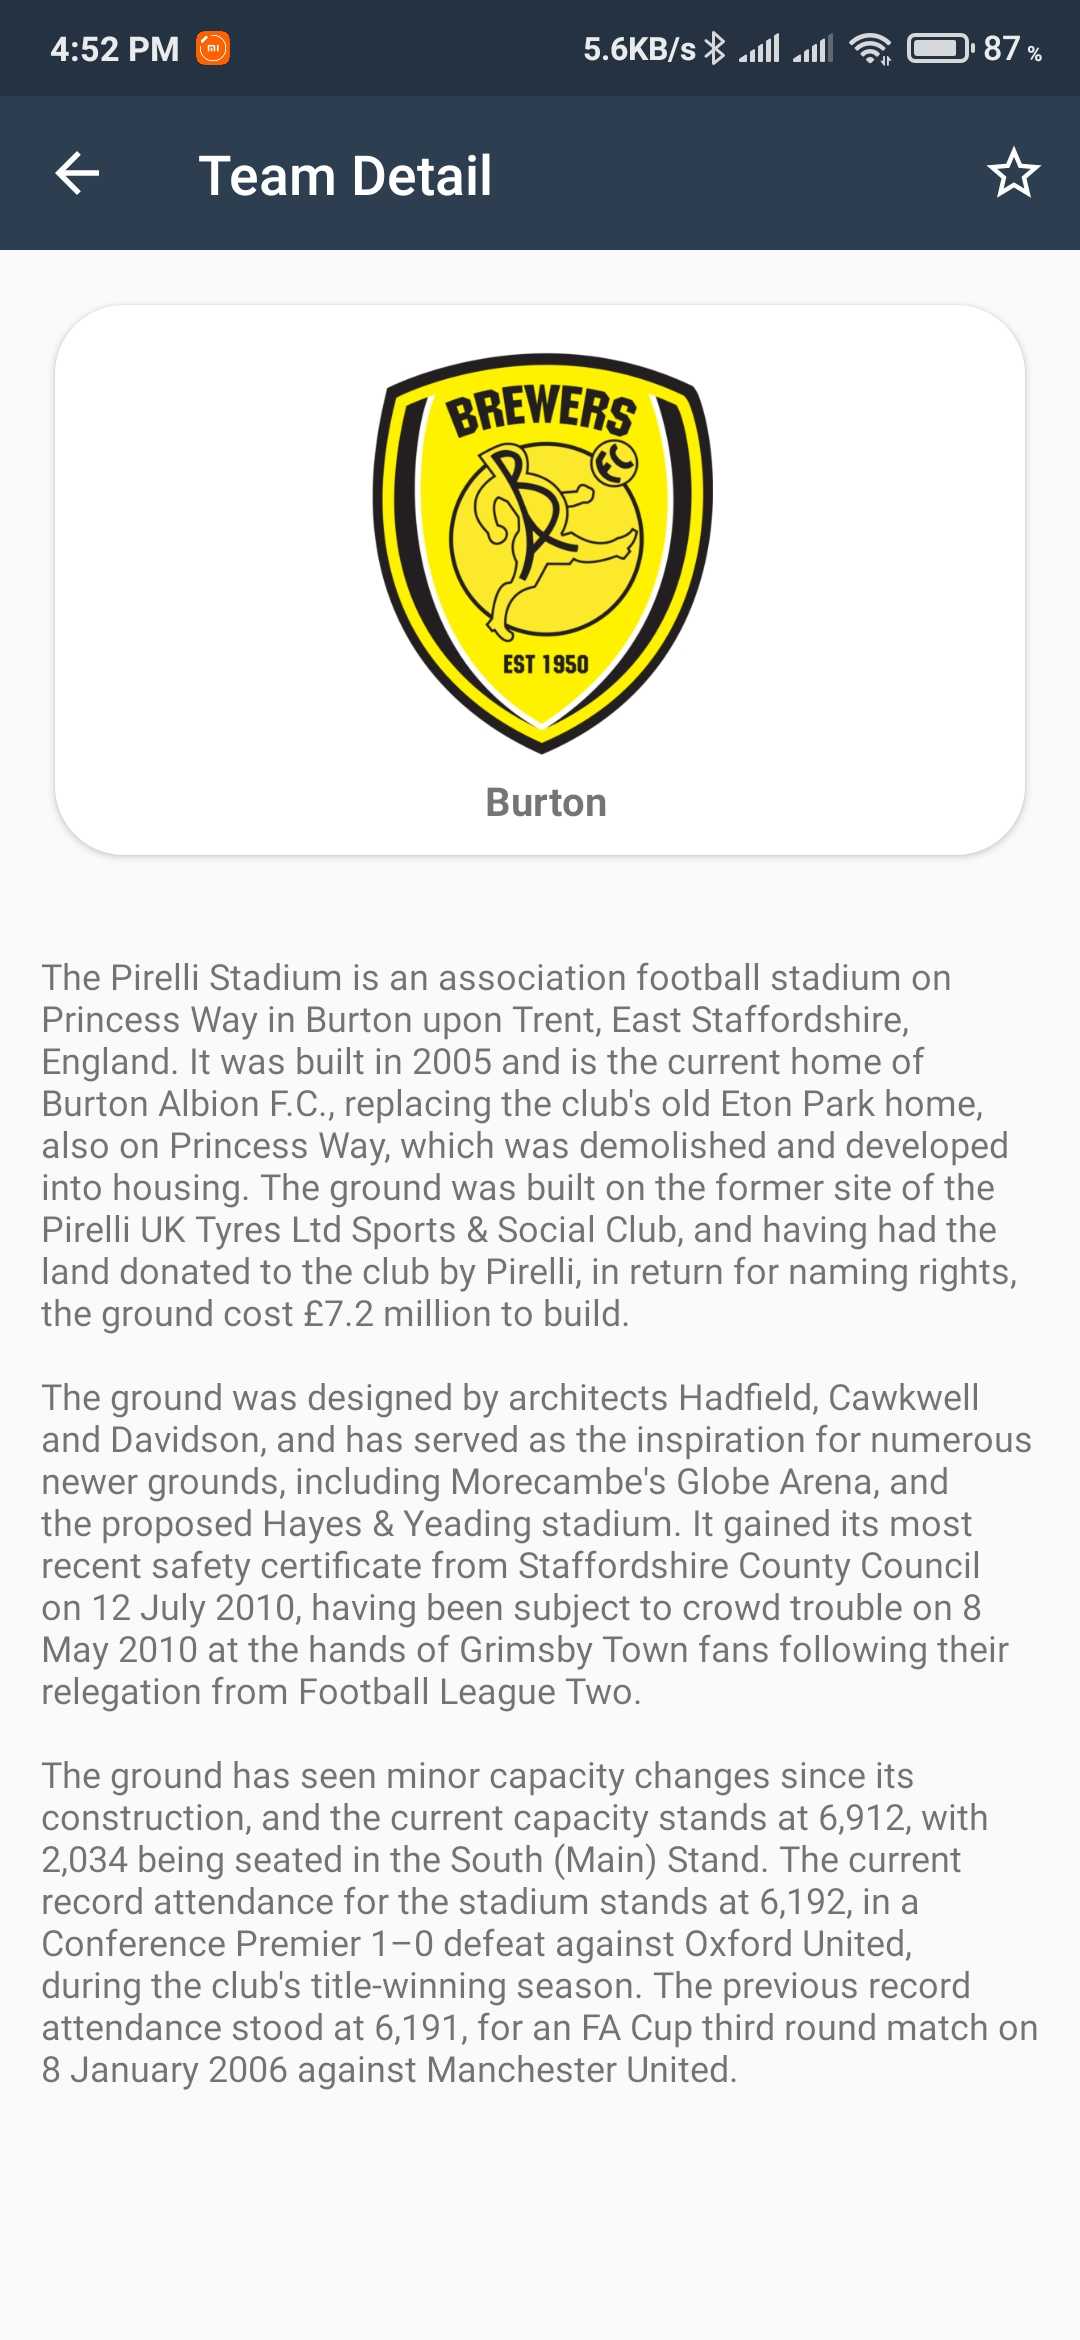 4:52 PM
5.6KB/s 87 %
Team Detail
BREWERS
FC
EST 1950
Burton
The Pirelli Stadium is an association football stadium on
Princess Way in Burton upon Trent, East Staffordshire,
England. It was built in 2005 and is the current home of
Burton Albion F.C., replacing the club's old Eton Park home,
also on Princess Way, which was demolished and developed
into housing. The ground was built on the former site of the
Pirelli UK Tyres Ltd Sports & Social Club, and having had the
land donated to the club by Pirelli, in return for naming rights,
the ground cost £7.2 million to build.
The ground was designed by architects Hadfield, Cawkwell
and Davidson, and has served as the inspiration for numerous
newer grounds, including Morecambe's Globe Arena, and
the proposed Hayes & Yeading stadium. It gained its most
recent safety certificate from Staffordshire County Council
on 12 July 2010, having been subject to crowd trouble on 8
May 2010 at the hands of Grimsby Town fans following their
relegation from Football League Two.
The ground has seen minor capacity changes since its
construction, and the current capacity stands at 6,912, with
2,034 being seated in the South (Main) Stand. The current
record attendance for the stadium stands at 6,192, in a
Conference Premier 1–0 defeat against Oxford United,
during the club's title-winning season. The previous record
attendance stood at 6,191, for an FA Cup third round match on
8 January 2006 against Manchester United.